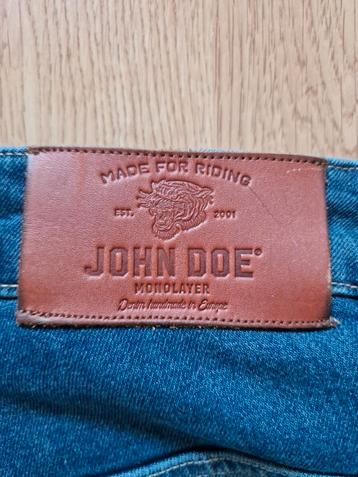 MADE FOR RIDING
EST. 2001
JOHN DOE®
MONOLAYER
Denim handmade in Europe